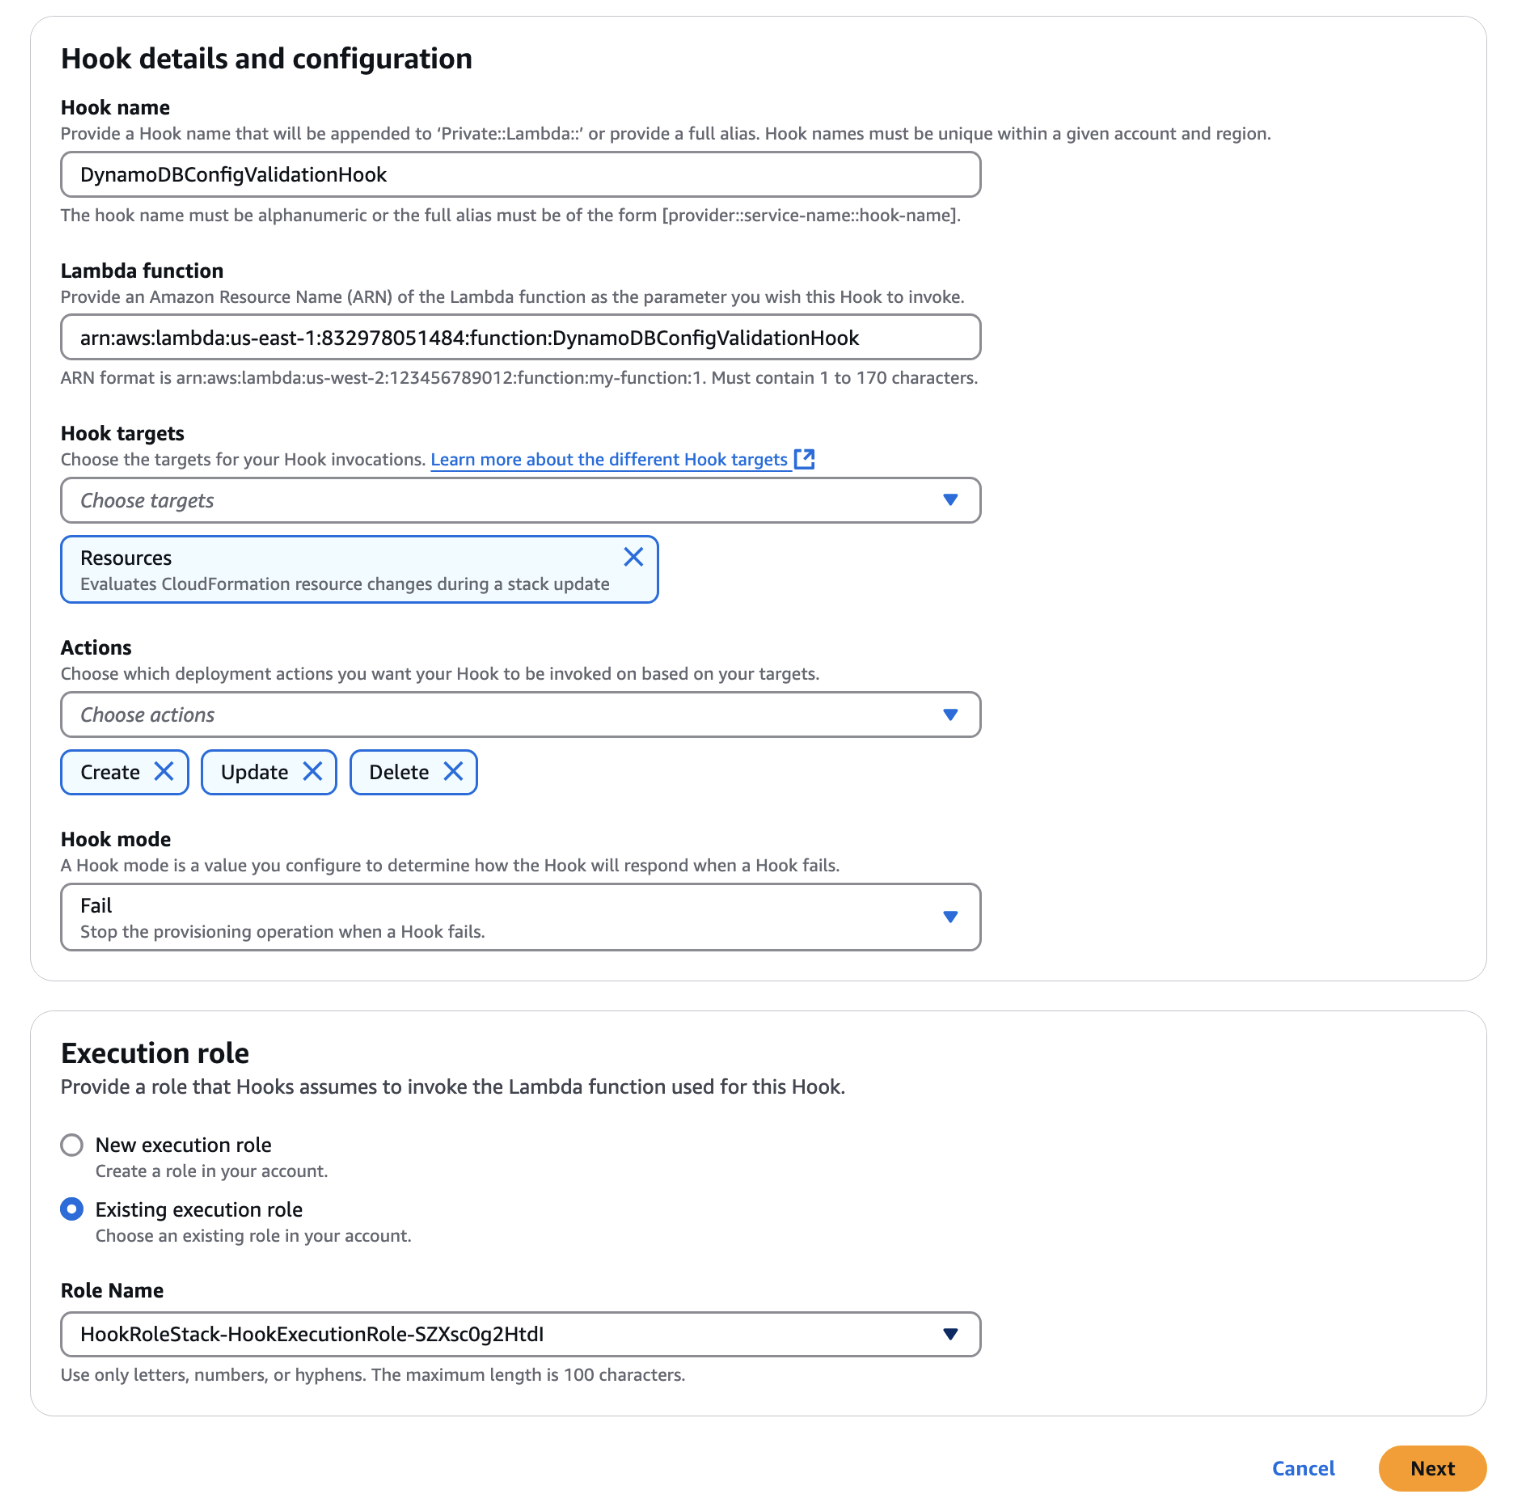 Hook details and configuration
Hook name
Provide a Hook name that will be appended to ‘Private::Lambda::’ or provide a full alias. Hook names must be unique within a given account and region.
DynamoDBConfigValidationHook
The hook name must be alphanumeric or the full alias must be of the form [provider::service-name::hook-name].
Lambda function
Provide an Amazon Resource Name (ARN) of the Lambda function as the parameter you wish this Hook to invoke.
arn:aws:lambda:us-east-1:832978051484:function:DynamoDBConfigValidationHook
ARN format is arn:aws:lambda:us-west-2:123456789012:function:my-function:1. Must contain 1 to 170 characters.
Hook targets
Choose the targets for your Hook invocations. Learn more about the different Hook targets
Choose targets
Resources
Evaluates CloudFormation resource changes during a stack update
Actions
Choose which deployment actions you want your Hook to be invoked on based on your targets.
Choose actions
Create Update Delete
Hook mode
A Hook mode is a value you configure to determine how the Hook will respond when a Hook fails.
Fail
Stop the provisioning operation when a Hook fails.
Execution role
Provide a role that Hooks assumes to invoke the Lambda function used for this Hook.
New execution role
Create a role in your account.
Existing execution role
Choose an existing role in your account.
Role Name
HookRoleStack-HookExecutionRole-SZXsc0g2HtdI
Use only letters, numbers, or hyphens. The maximum length is 100 characters.
Cancel Next